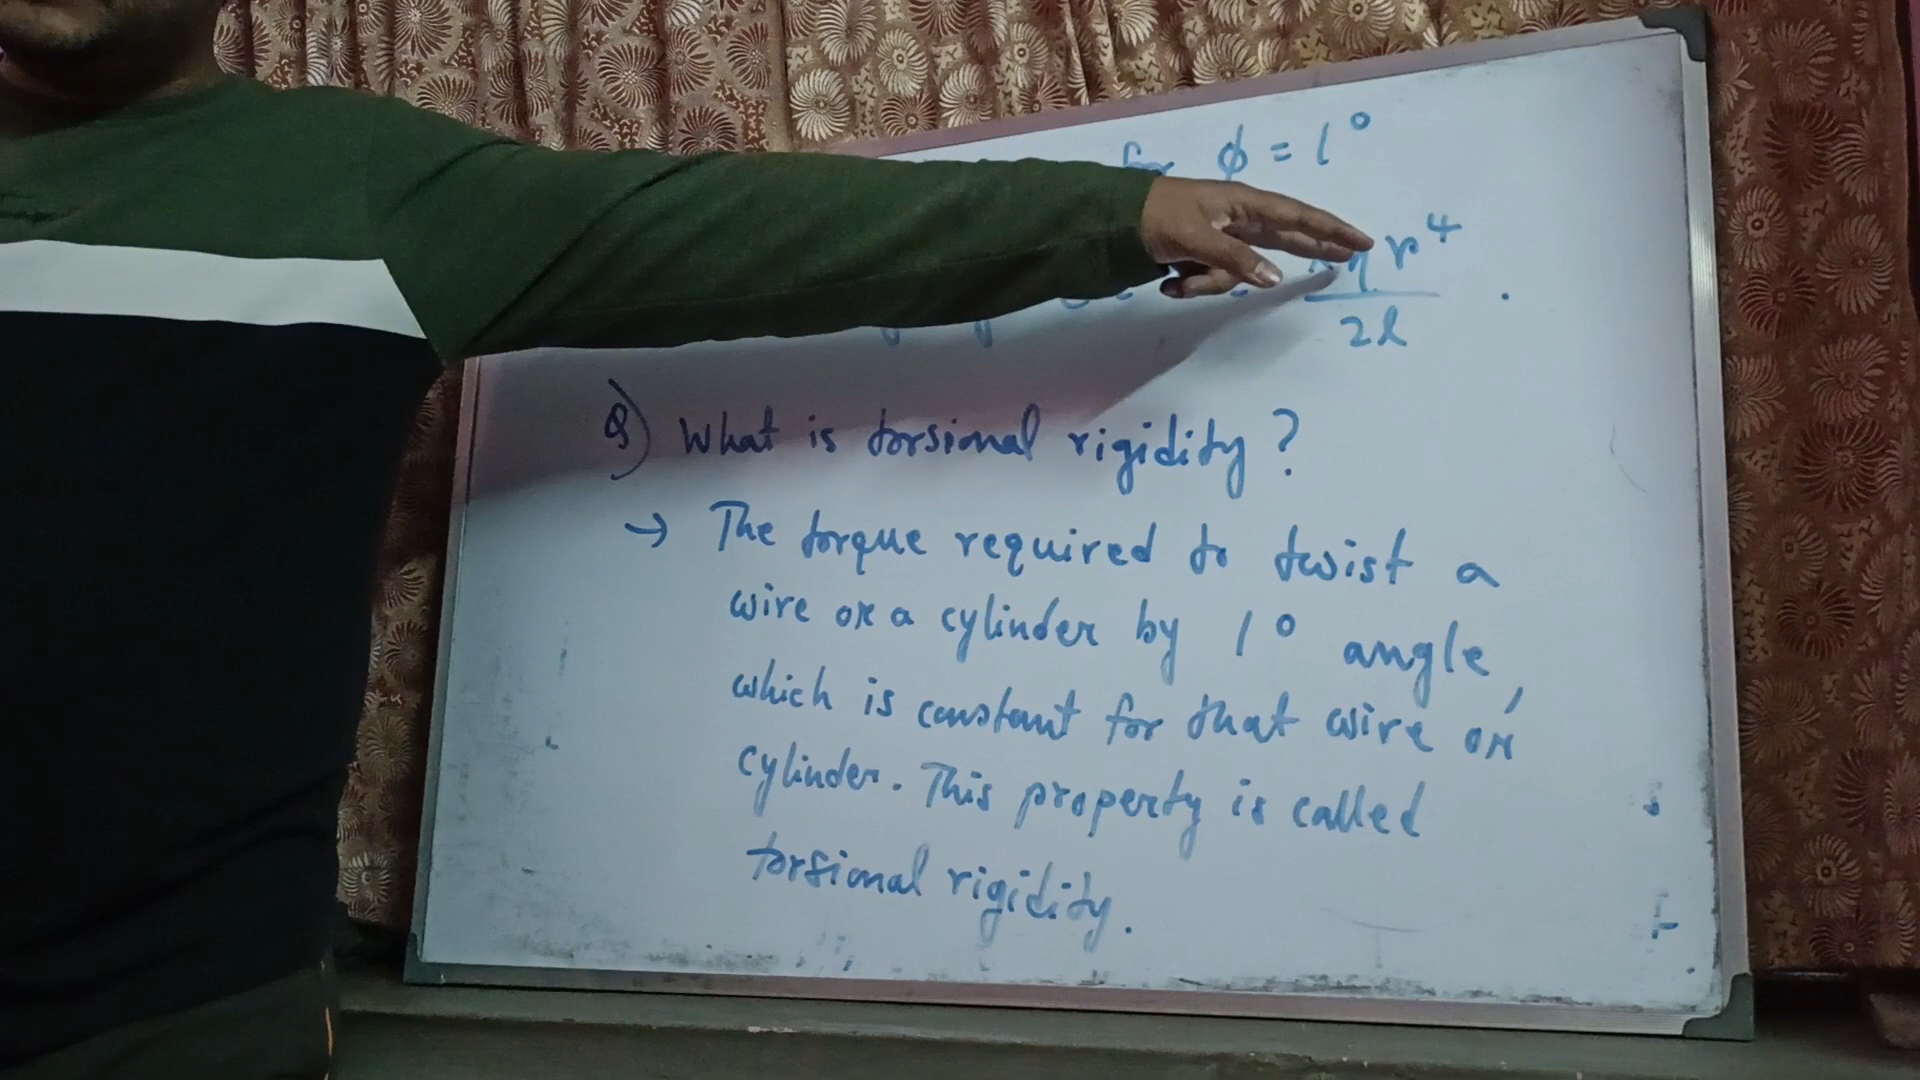 for φ = 1°
η r⁴
2l
Q) What is torsional rigidity?
→ The torque required to twist a
wire or a cylinder by 1° angle,
which is constant for that wire or
cylinder. This property is called
torsional rigidity.